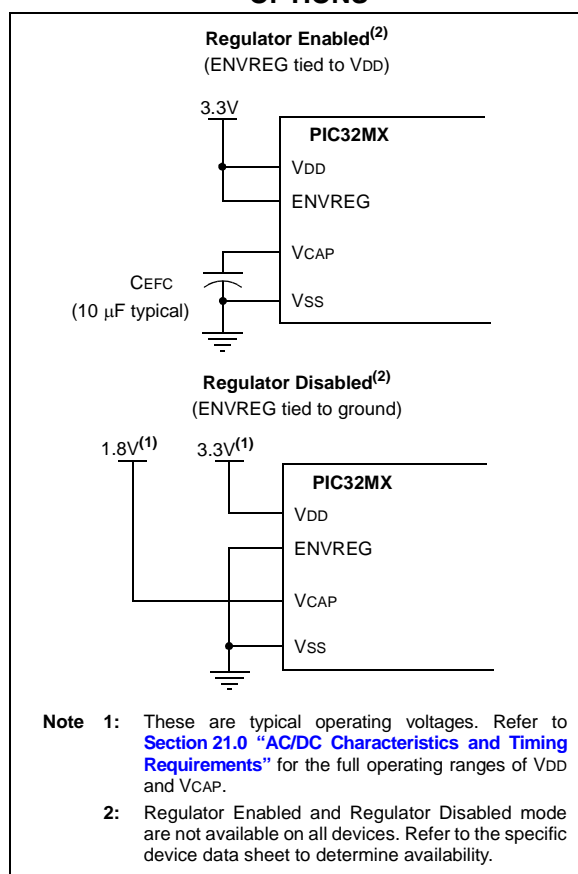 OPTIONS
Regulator Enabled(2)
(ENVREG tied to VDD)
3.3V
PIC32MX
VDD
ENVREG
VCAP
CEFC
(10 μF typical)
VSS
Regulator Disabled(2)
(ENVREG tied to ground)
1.8V(1) 3.3V(1)
PIC32MX
VDD
ENVREG
VCAP
VSS
Note 1: These are typical operating voltages. Refer to
Section 21.0 “AC/DC Characteristics and Timing
Requirements” for the full operating ranges of VDD
and VCAP.
2: Regulator Enabled and Regulator Disabled mode
are not available on all devices. Refer to the specific
device data sheet to determine availability.